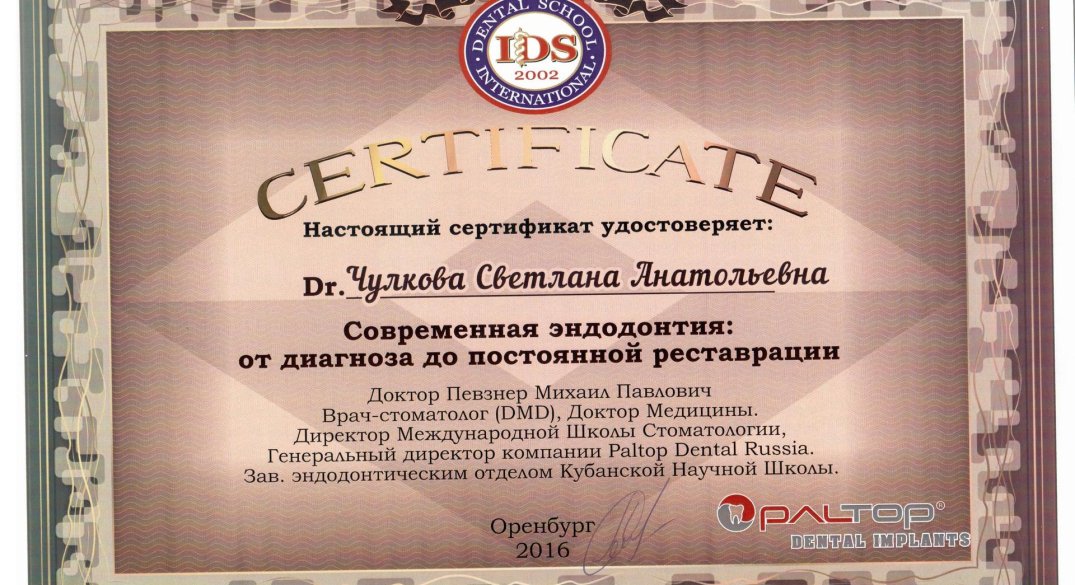 DENTAL SCHOOL
IDS
2002
INTERNATIONAL
CERTIFICATE
Настоящий сертификат удостоверяет:
Dr. Чулкова Светлана Анатольевна
Современная эндодонтия:
от диагноза до постоянной реставрации
Доктор Певзнер Михаил Павлович
Врач-стоматолог (DMD), Доктор Медицины.
Директор Международной Школы Стоматологии,
Генеральный директор компании Paltop Dental Russia.
Зав. эндодонтическим отделом Кубанской Научной Школы.
Оренбург
2016
PALTOP®
DENTAL IMPLANTS